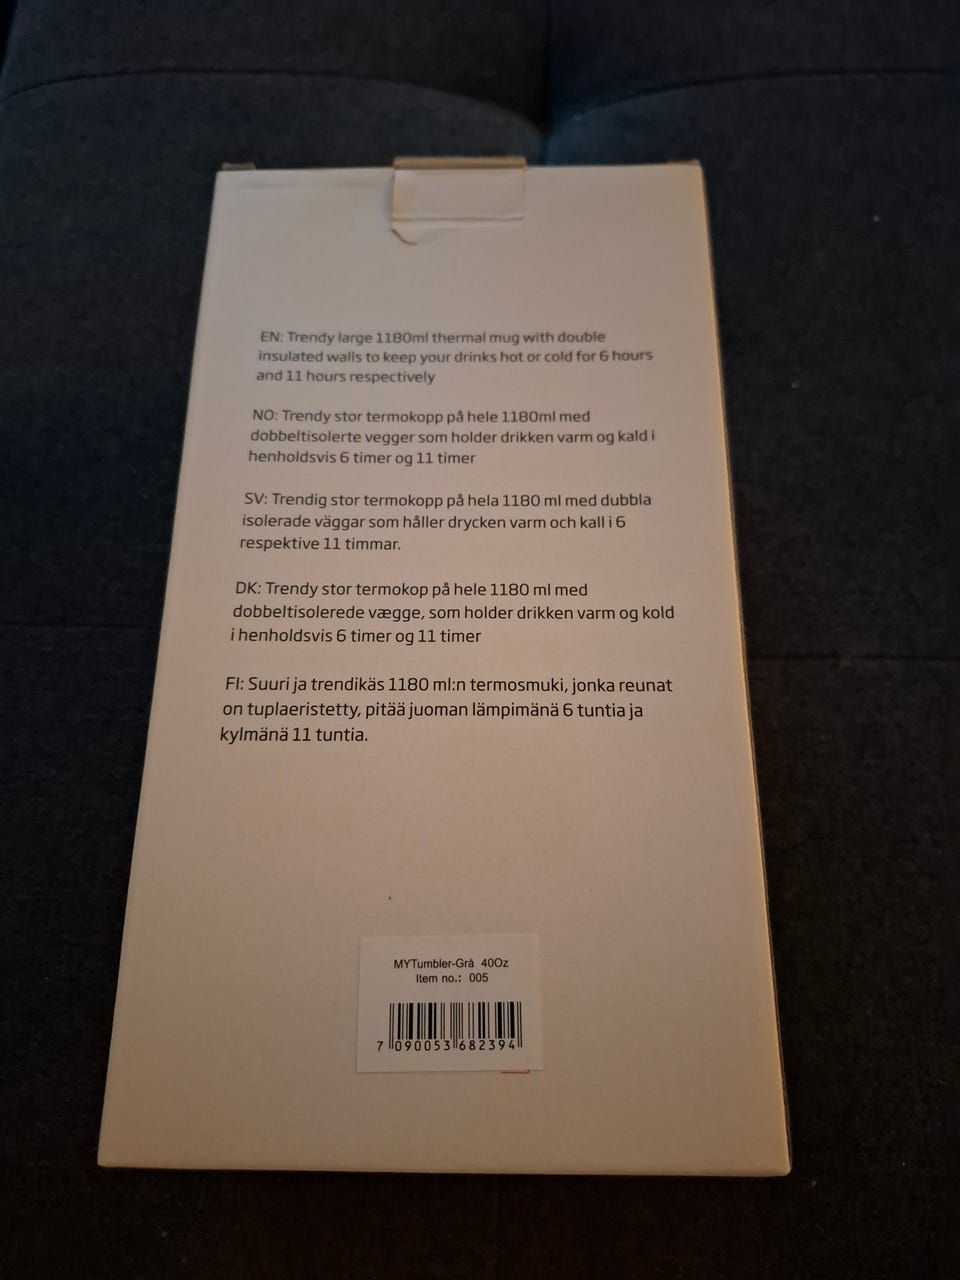 EN: Trendy large 1180ml thermal mug with double
insulated walls to keep your drinks hot or cold for 6 hours
and 11 hours respectively
NO: Trendy stor termokopp på hele 1180ml med
dobbeltisolerte vegger som holder drikken varm og kald i
henholdsvis 6 timer og 11 timer
SV: Trendig stor termokopp på hela 1180 ml med dubbla
isolerade väggar som håller drycken varm och kall i 6
respektive 11 timmar.
DK: Trendy stor termokop på hele 1180 ml med
dobbeltisolerede vægge, som holder drikken varm og kold
i henholdsvis 6 timer og 11 timer
FI: Suuri ja trendikäs 1180 ml:n termosmuki, jonka reunat
on tuplaeristetty, pitää juoman lämpimänä 6 tuntia ja
kylmänä 11 tuntia.
MYTumbler-Grå 40Oz
Item no.: 005
7 090053 682394